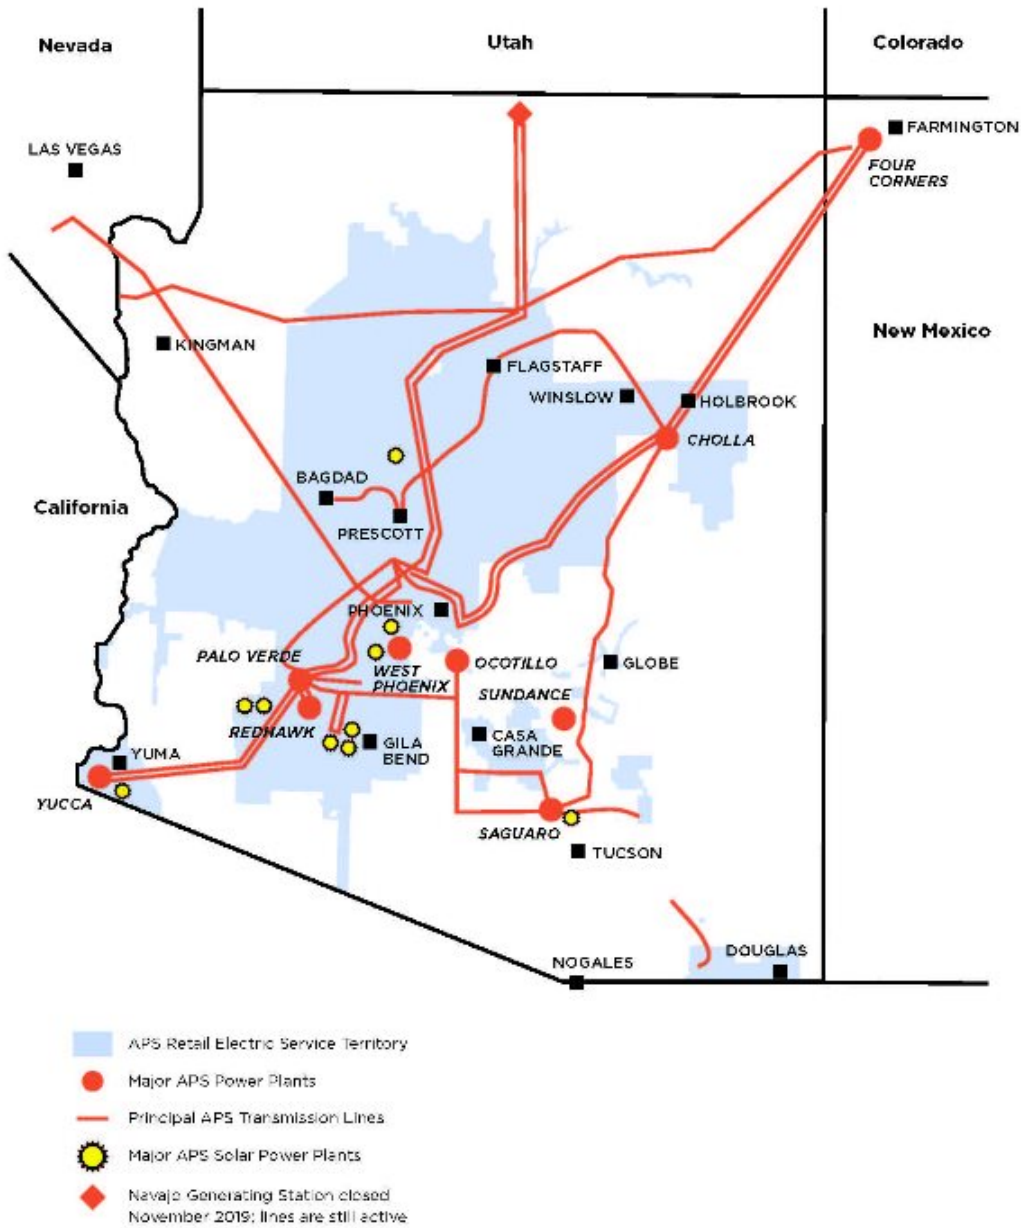 Nevada
Utah
Colorado
LAS VEGAS
FARMINGTON
FOUR
CORNERS
New Mexico
KINGMAN
FLAGSTAFF
WINSLOW
HOLBROOK
CHOLLA
BAGDAD
California
PRESCOTT
PHOENIX
PALO VERDE
WEST
PHOENIX
OCOTILLO
GLOBE
SUNDANCE
REDHAWK
GILA
BEND
CASA
GRANDE
YUMA
YUCCA
SAGUARO
TUCSON
DOUGLAS
NOGALES
APS Retail Electric Service Territory
Major APS Power Plants
Principal APS Transmission Lines
Major APS Solar Power Plants
Navajo Generating Station closed
November 2019; lines are still active